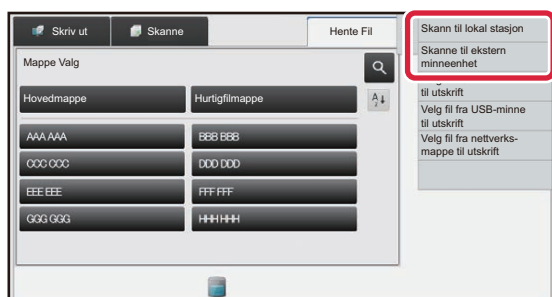 Skriv ut
Skanne
Hente Fil
Mappe Valg
Hovedmappe
Hurtigfilmappe
AAA AAA
BBB BBB
CCC CCC
DDD DDD
EEE EEE
FFF FFF
GGG GGG
HHH HHH
Skann til lokal stasjon
Skanne til ekstern
minneenhet
til utskrift
Velg fil fra USB-minne
til utskrift
Velg fil fra nettverks-
mappe til utskrift